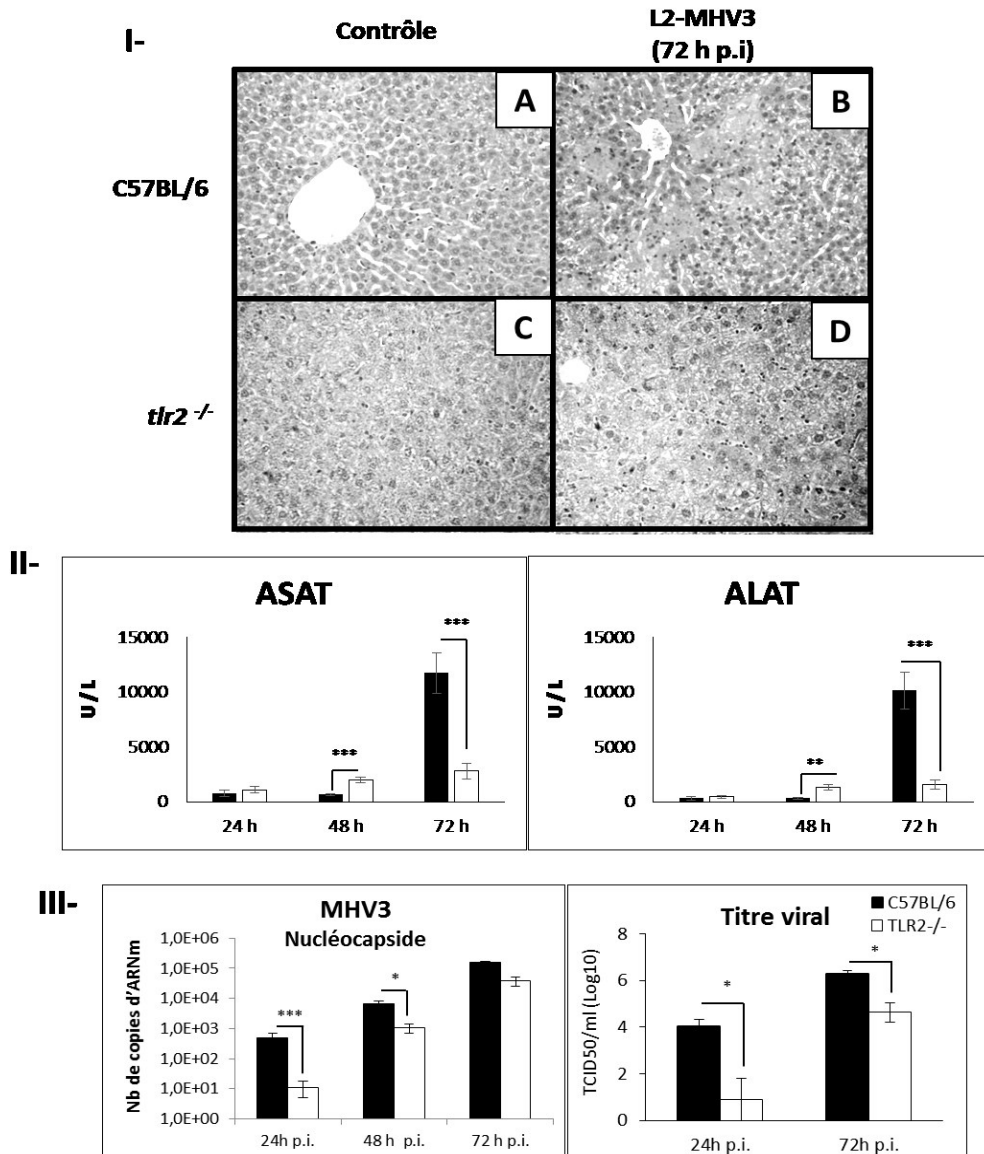 I-
Contrôle
L2-MHV3
(72 h p.i)
A
B
C57BL/6
C
D
tlr2 -/-
II-
ASAT
ALAT
15000
10000
5000
0
U/L
***
***
24 h
48 h
72 h
15000
10000
5000
0
U/L
**
***
24 h
48 h
72 h
III-
MHV3
Nucléocapside
Nb de copies d'ARNm
1,0E+06
1,0E+05
1,0E+04
1,0E+03
1,0E+02
1,0E+01
1,0E+00
***
*
24h p.i.
48 h p.i.
72 h p.i.
Titre viral
C57BL/6
TLR2-/-
TCID50/ml (Log10)
8
6
4
2
0
*
*
24h p.i.
72h p.i.